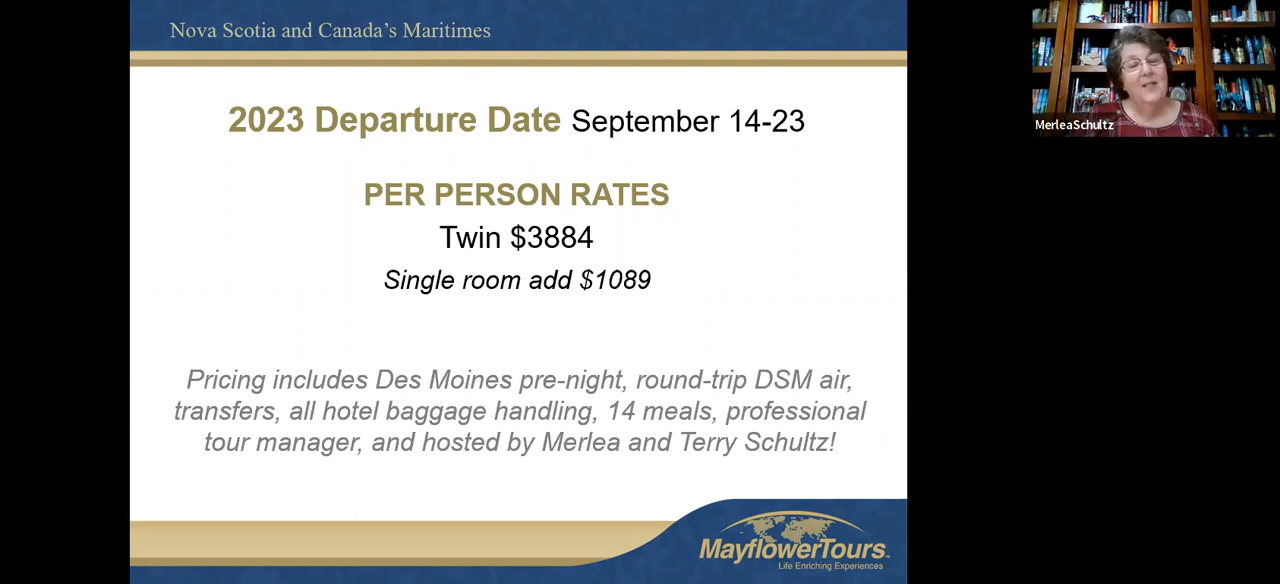 Nova Scotia and Canada's Maritimes
2023 Departure Date September 14-23
PER PERSON RATES
Twin $3884
Single room add $1089
Pricing includes Des Moines pre-night, round-trip DSM air,
transfers, all hotel baggage handling, 14 meals, professional
tour manager, and hosted by Merlea and Terry Schultz!
MayflowerTours
Life Enriching Experiences
MerleaSchultz